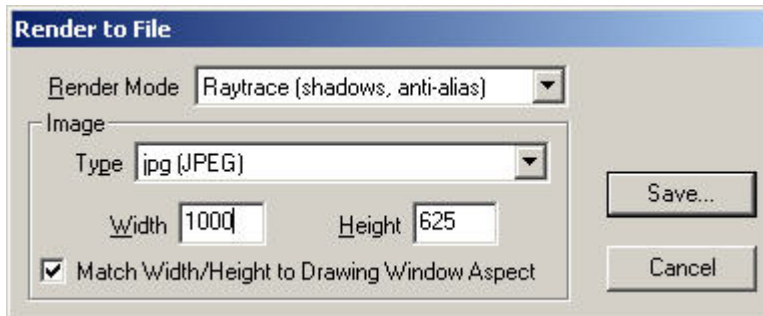 Render to File
Render Mode Raytrace (shadows, anti-alias)
Image
Type jpg (JPEG)
Width 1000 Height 625
Match Width/Height to Drawing Window Aspect
Save...
Cancel